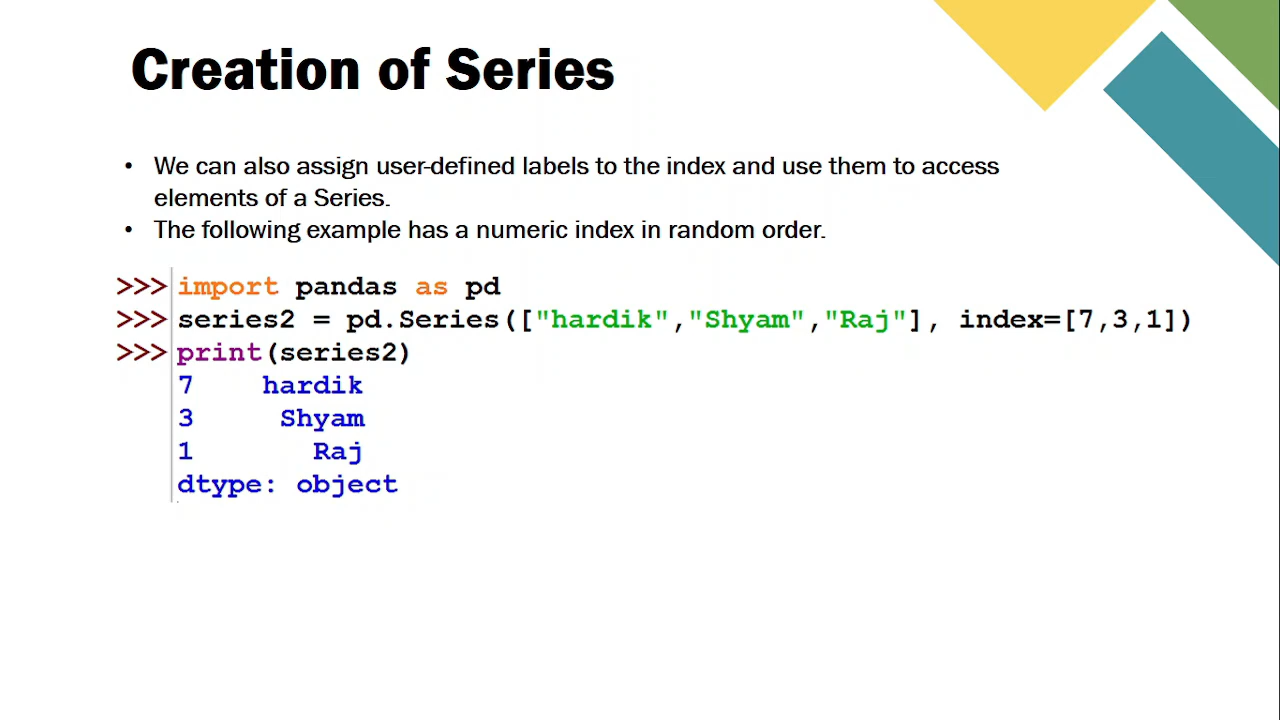 Creation of Series
• We can also assign user-defined labels to the index and use them to access
elements of a Series.
• The following example has a numeric index in random order.
>>> import pandas as pd
>>> series2 = pd.Series(["hardik","Shyam","Raj"], index=[7,3,1])
>>> print(series2)
7    hardik
3     Shyam
1       Raj
dtype: object